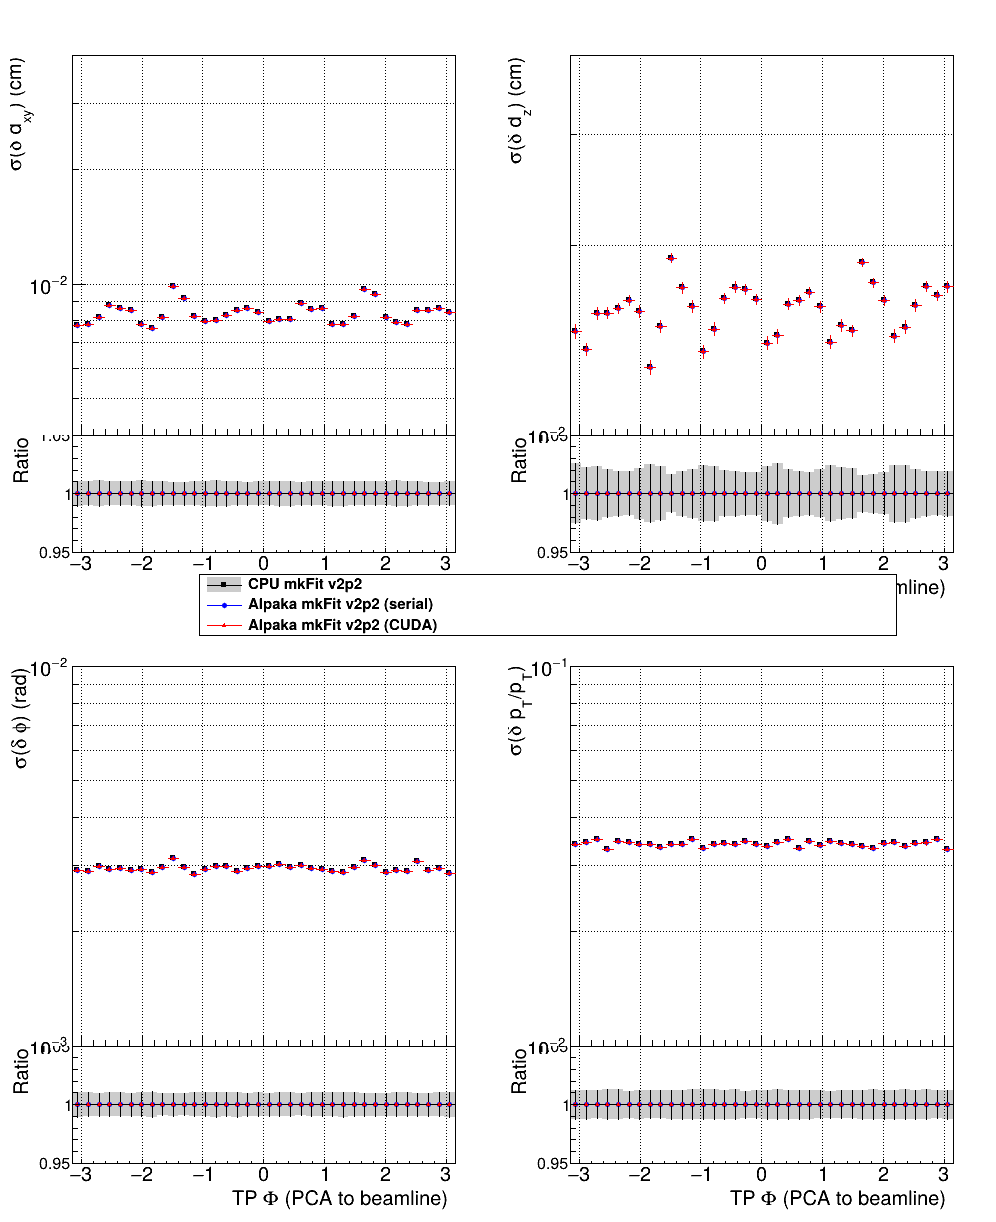 σ(δ d_xy) (cm)
10⁻²
σ(δ d_z) (cm)
Ratio
1
0.95
−3 −2 −1 0 1 2 3
Ratio
1
0.95
−3 −2 −1 0 1 2 3
mline)
CPU mkFit v2p2
Alpaka mkFit v2p2 (serial)
Alpaka mkFit v2p2 (CUDA)
σ(δ φ) (rad)
10⁻²
σ(δ p_T/p_T)
10⁻¹
Ratio
1
0.95
−3 −2 −1 0 1 2 3
TP Φ (PCA to beamline)
Ratio
1
0.95
−3 −2 −1 0 1 2 3
TP Φ (PCA to beamline)